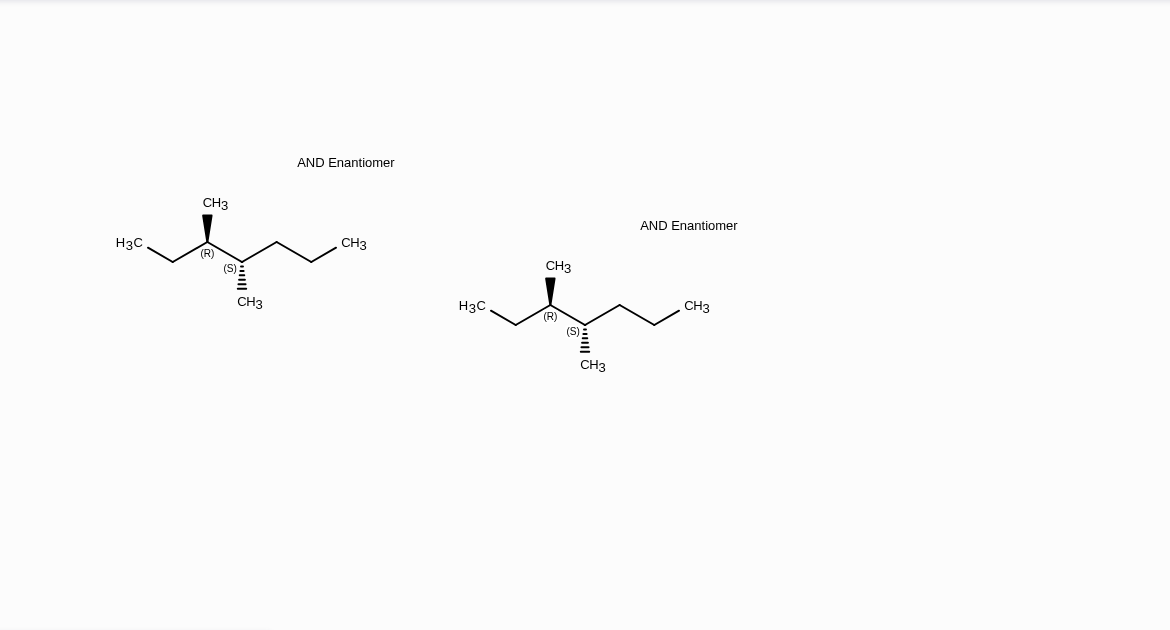 AND Enantiomer
CH3
H3C
(R)
(S)
CH3
CH3
AND Enantiomer
CH3
H3C
(R)
(S)
CH3
CH3